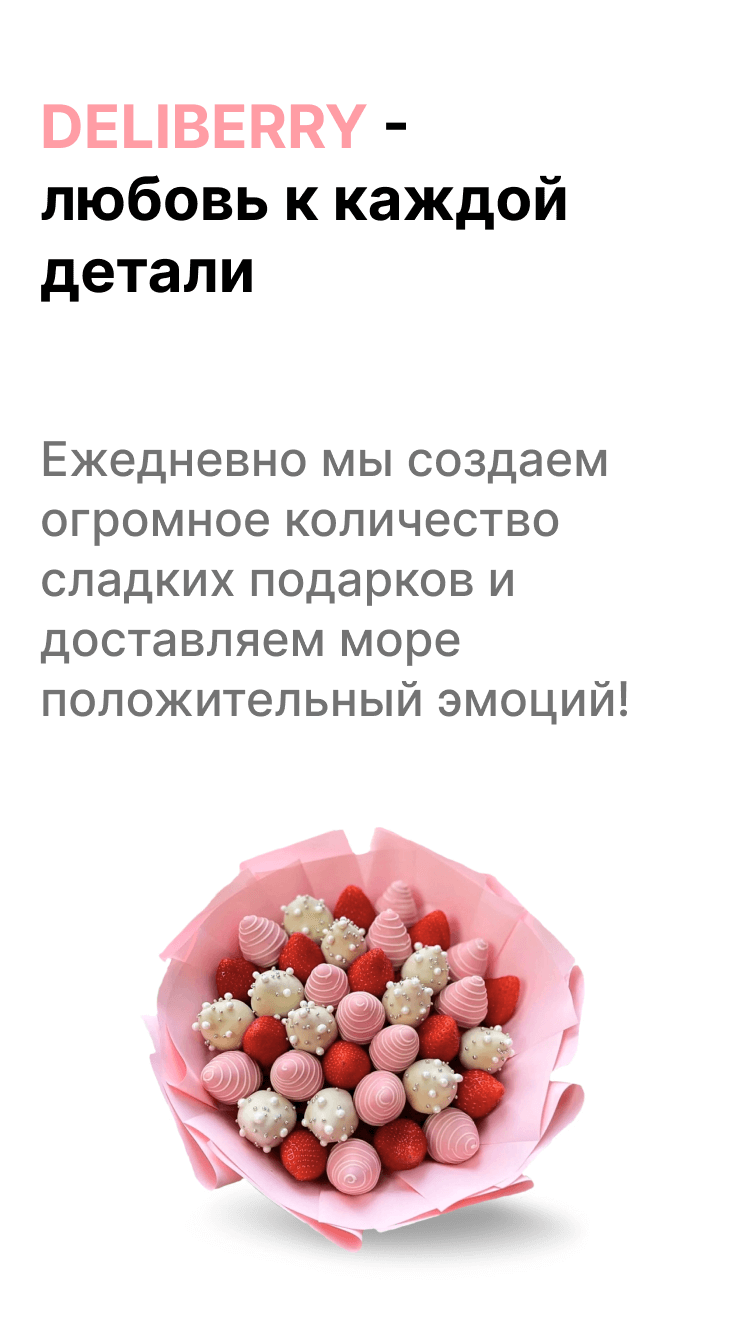 DELIBERRY -
любовь к каждой
детали
Ежедневно мы создаем
огромное количество
сладких подарков и
доставляем море
положительный эмоций!